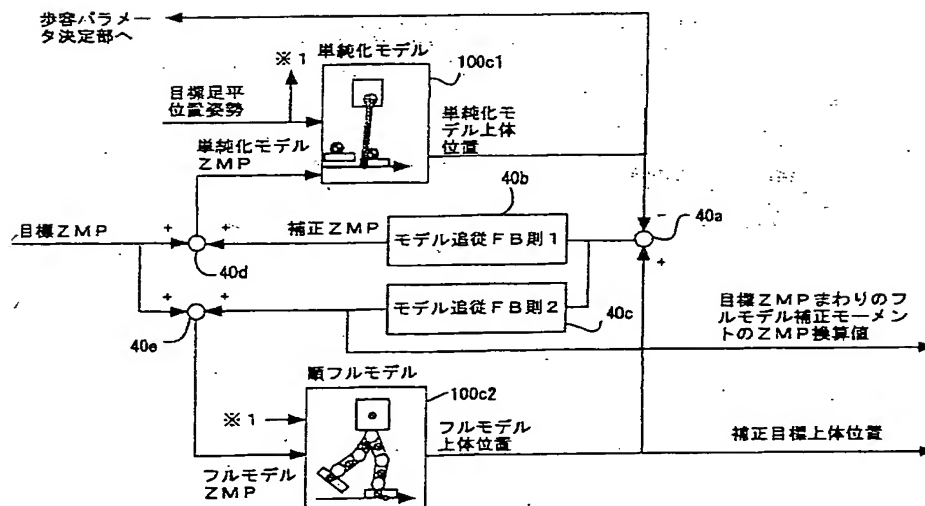 歩容パラメー
タ決定部へ
※1
単純化モデル
100c1
目標足平
位置姿勢
単純化モデル
ZMP
単純化モ
デル上体
位置
40b
40a
-
目標ZMP
+
+
補正ZMP
モデル追従FB則1
+
40d
+
+
モデル追従FB則2
40c
40e
目標ZMPまわりのフ
ルモデル補正モーメン
トのZMP換算値
順フルモデル
100c2
※1
フルモデル
上体位置
補正目標上体位置
フルモデル
ZMP